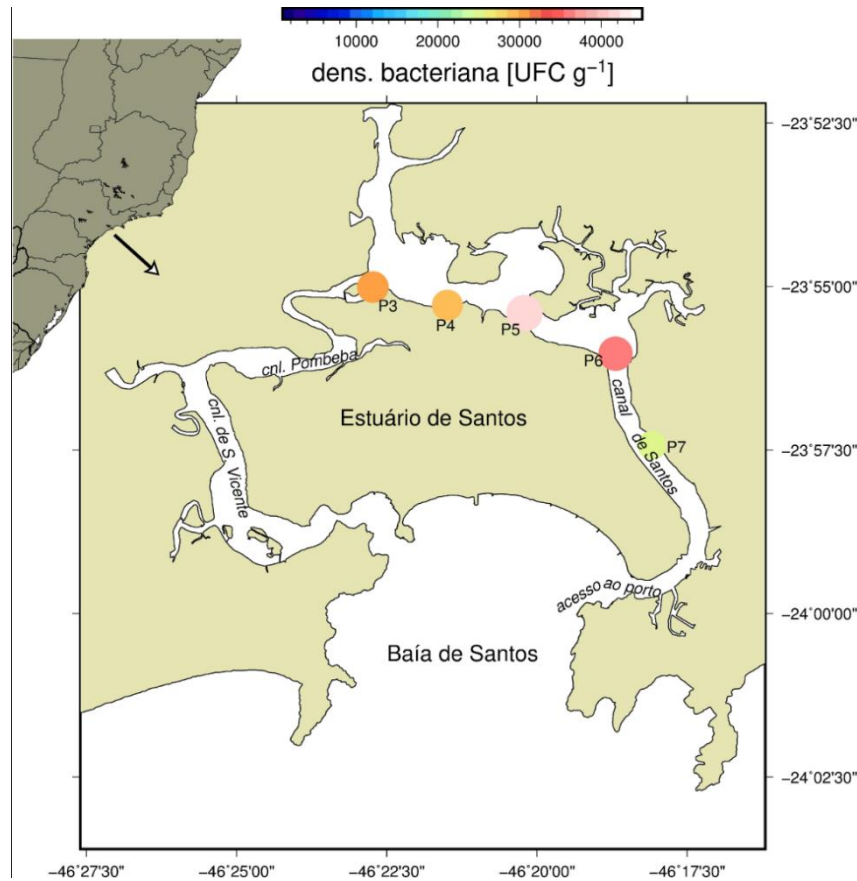 10000 20000 30000 40000
dens. bacteriana [UFC g⁻¹]
−23˚52'30"
−23˚55'00"
P3
P4
P5
P6
cnl. Pombeba
canal
de Santos
Estuário de Santos
cnl. de S. Vicente
P7
−23˚57'30"
acesso ao porto
−24˚00'00"
Baía de Santos
−24˚02'30"
−46˚27'30" −46˚25'00" −46˚22'30" −46˚20'00" −46˚17'30"